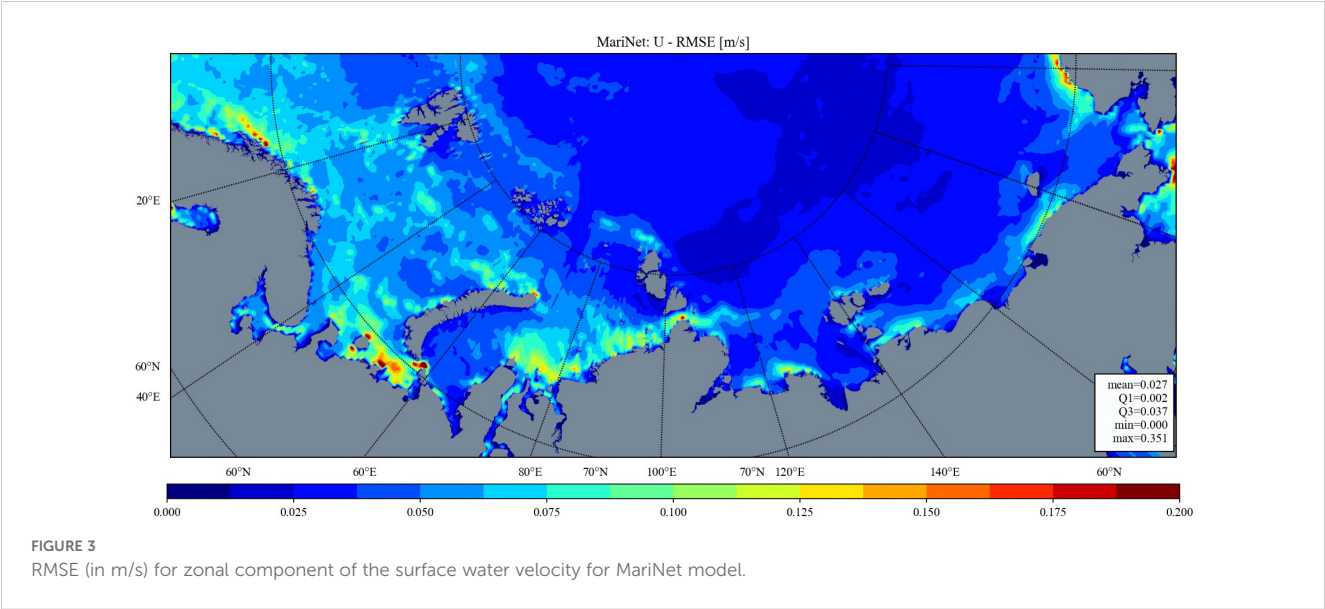 MariNet: U - RMSE [m/s]
20°E
60°N
40°E
mean=0.027
Q1=0.002
Q3=0.037
min=0.000
max=0.351
60°N 60°E 80°E 70°N 100°E 70°N 120°E 140°E 60°N
0.000 0.025 0.050 0.075 0.100 0.125 0.150 0.175 0.200
FIGURE 3
RMSE (in m/s) for zonal component of the surface water velocity for MariNet model.